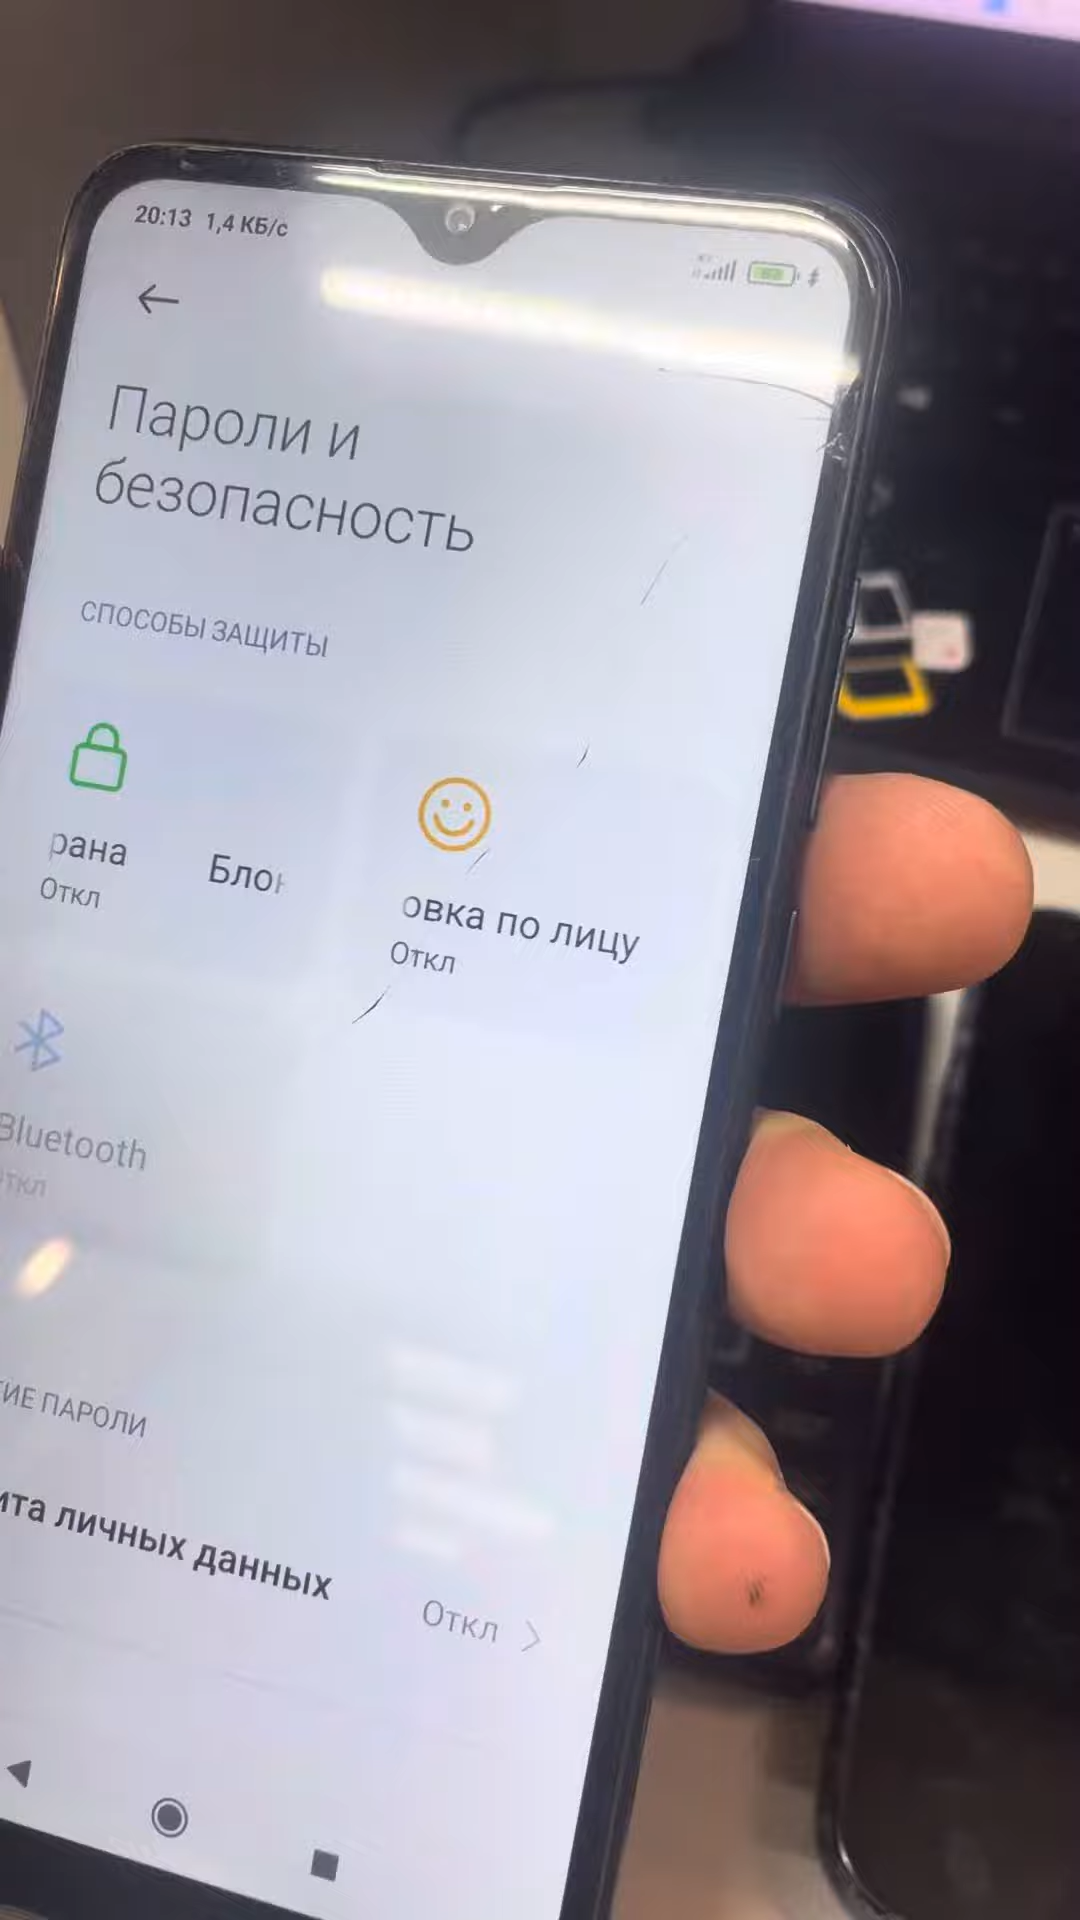 20:13 1,4 КБ/с
Пароли и
безопасность
СПОСОБЫ ЗАЩИТЫ
рана
Откл
Блок
овка по лицу
Откл
Bluetooth
ткл
ГИЕ ПАРОЛИ
ита личных данных
Откл